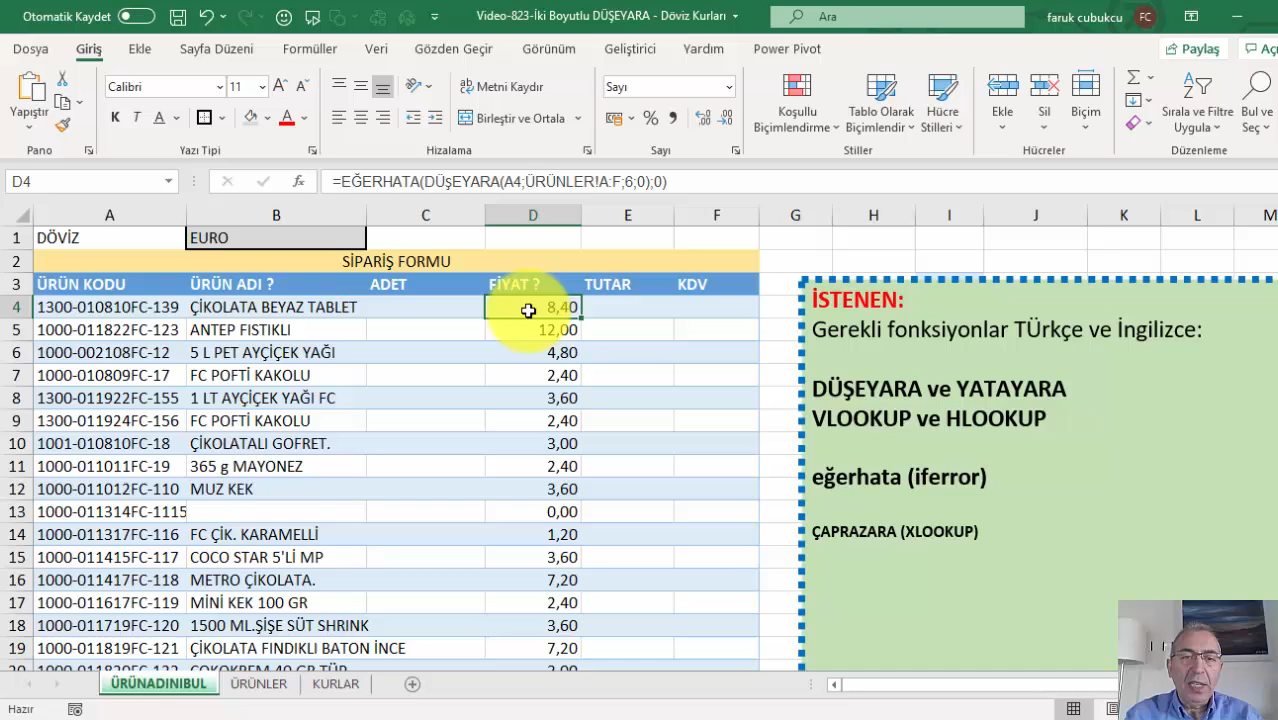 Otomatik Kaydet
Video-823-İki Boyutlu DÜŞEYARA - Döviz Kurları
Ara
faruk cubukcu FC
Dosya Giriş Ekle Sayfa Düzeni Formüller Veri Gözden Geçir Görünüm Geliştirici Yardım Power Pivot Paylaş
Yapıştır
Calibri 11
K T A
Metni Kaydır
Birleştir ve Ortala
Sayı
Koşullu Biçimlendirme
Tablo Olarak Biçimlendir
Hücre Stilleri
Ekle Sil Biçim
Sırala ve Filtre Uygula
Bul ve Seç
Pano Yazı Tipi Hizalama Sayı Stiller Hücreler Düzenleme
D4 fx =EĞERHATA(DÜŞEYARA(A4;ÜRÜNLER!A:F;6;0);0)
A B C D E F G H I J K L M
1 DÖVİZ EURO
2 SİPARİŞ FORMU
3 ÜRÜN KODU ÜRÜN ADI ? ADET FİYAT ? TUTAR KDV
4 1300-010810FC-139 ÇİKOLATA BEYAZ TABLET 8,40
5 1000-011822FC-123 ANTEP FISTIKLI 12,00
6 1000-002108FC-12 5 L PET AYÇİÇEK YAĞI 4,80
7 1000-010809FC-17 FC POFTİ KAKOLU 2,40
8 1300-011922FC-155 1 LT AYÇİÇEK YAĞI FC 3,60
9 1300-011924FC-156 FC POFTİ KAKOLU 2,40
10 1001-010810FC-18 ÇİKOLATALI GOFRET. 3,00
11 1000-011011FC-19 365 g MAYONEZ 2,40
12 1000-011012FC-110 MUZ KEK 3,60
13 1000-011314FC-1115 0,00
14 1000-011317FC-116 FC ÇİK. KARAMELLİ 1,20
15 1000-011415FC-117 COCO STAR 5'Lİ MP 3,60
16 1000-011417FC-118 METRO ÇİKOLATA. 7,20
17 1000-011617FC-119 MİNİ KEK 100 GR 2,40
18 1000-011719FC-120 1500 ML.ŞİŞE SÜT SHRINK 3,60
19 1000-011819FC-121 ÇİKOLATA FINDIKLI BATON İNCE 7,20
İSTENEN:
Gerekli fonksiyonlar TÜrkçe ve İngilizce:
DÜŞEYARA ve YATAYARA
VLOOKUP ve HLOOKUP
eğerhata (iferror)
ÇAPRAZARA (XLOOKUP)
ÜRÜNADINIBUL ÜRÜNLER KURLAR
Hazır